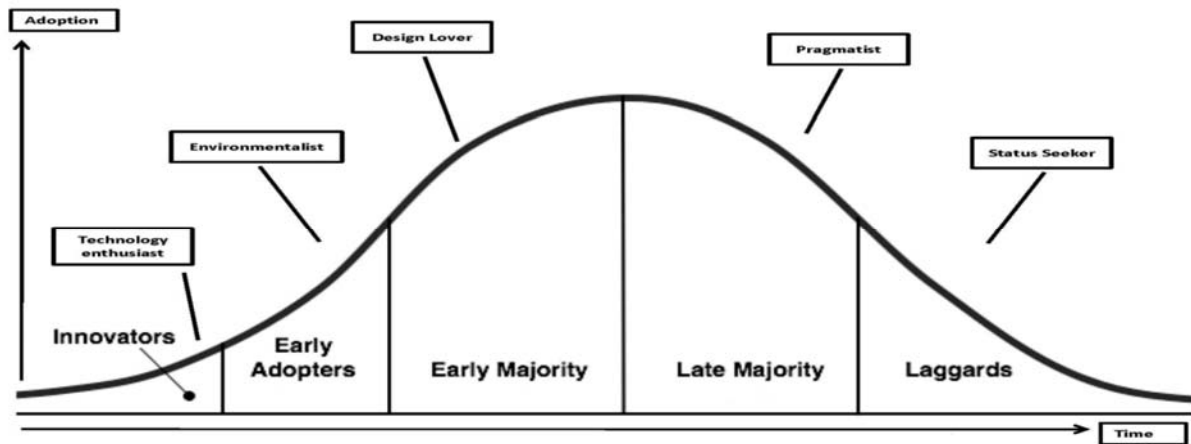 Adoption
Design Lover
Pragmatist
Environmentalist
Status Seeker
Technology
enthusiast
Innovators
Early
Adopters
Early Majority
Late Majority
Laggards
Time